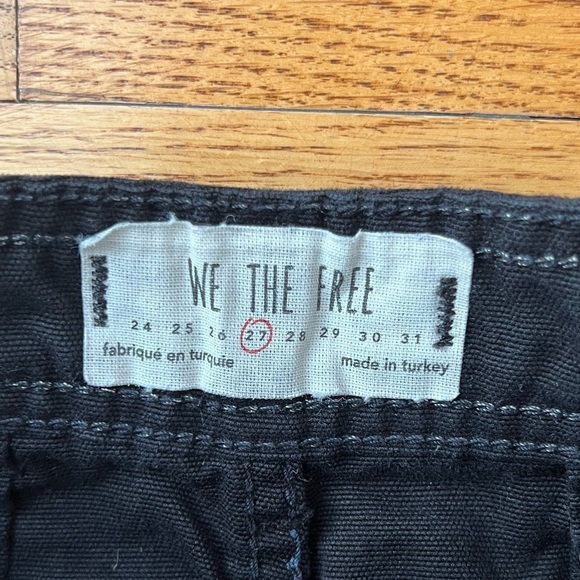 WE THE FREE
24 25 26 27 28 29 30 31
fabriqué en turquie made in turkey